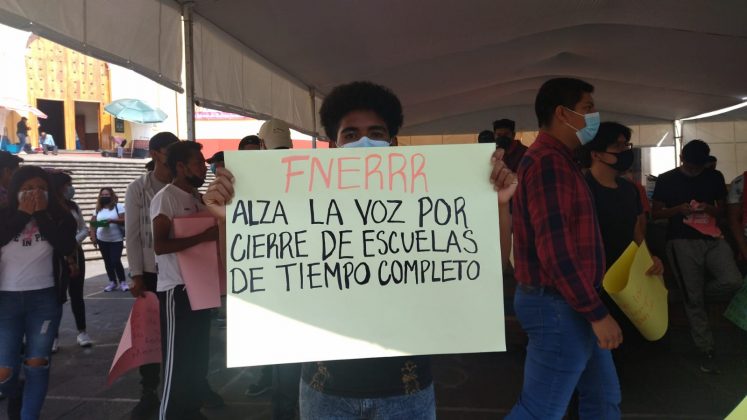 FNERRR
ALZA LA VOZ POR
CIERRE DE ESCUELAS
DE TIEMPO COMPLETO